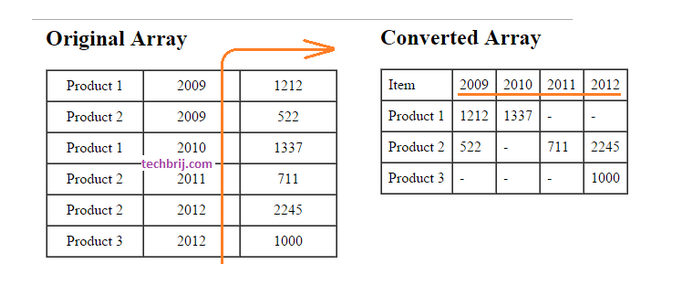 Original Array
Product 1 2009 1212
Product 2 2009 522
Product 1 2010 1337
techbrij.com
Product 2 2011 711
Product 2 2012 2245
Product 3 2012 1000
Converted Array
Item 2009 2010 2011 2012
Product 1 1212 1337 - -
Product 2 522 - 711 2245
Product 3 - - - 1000